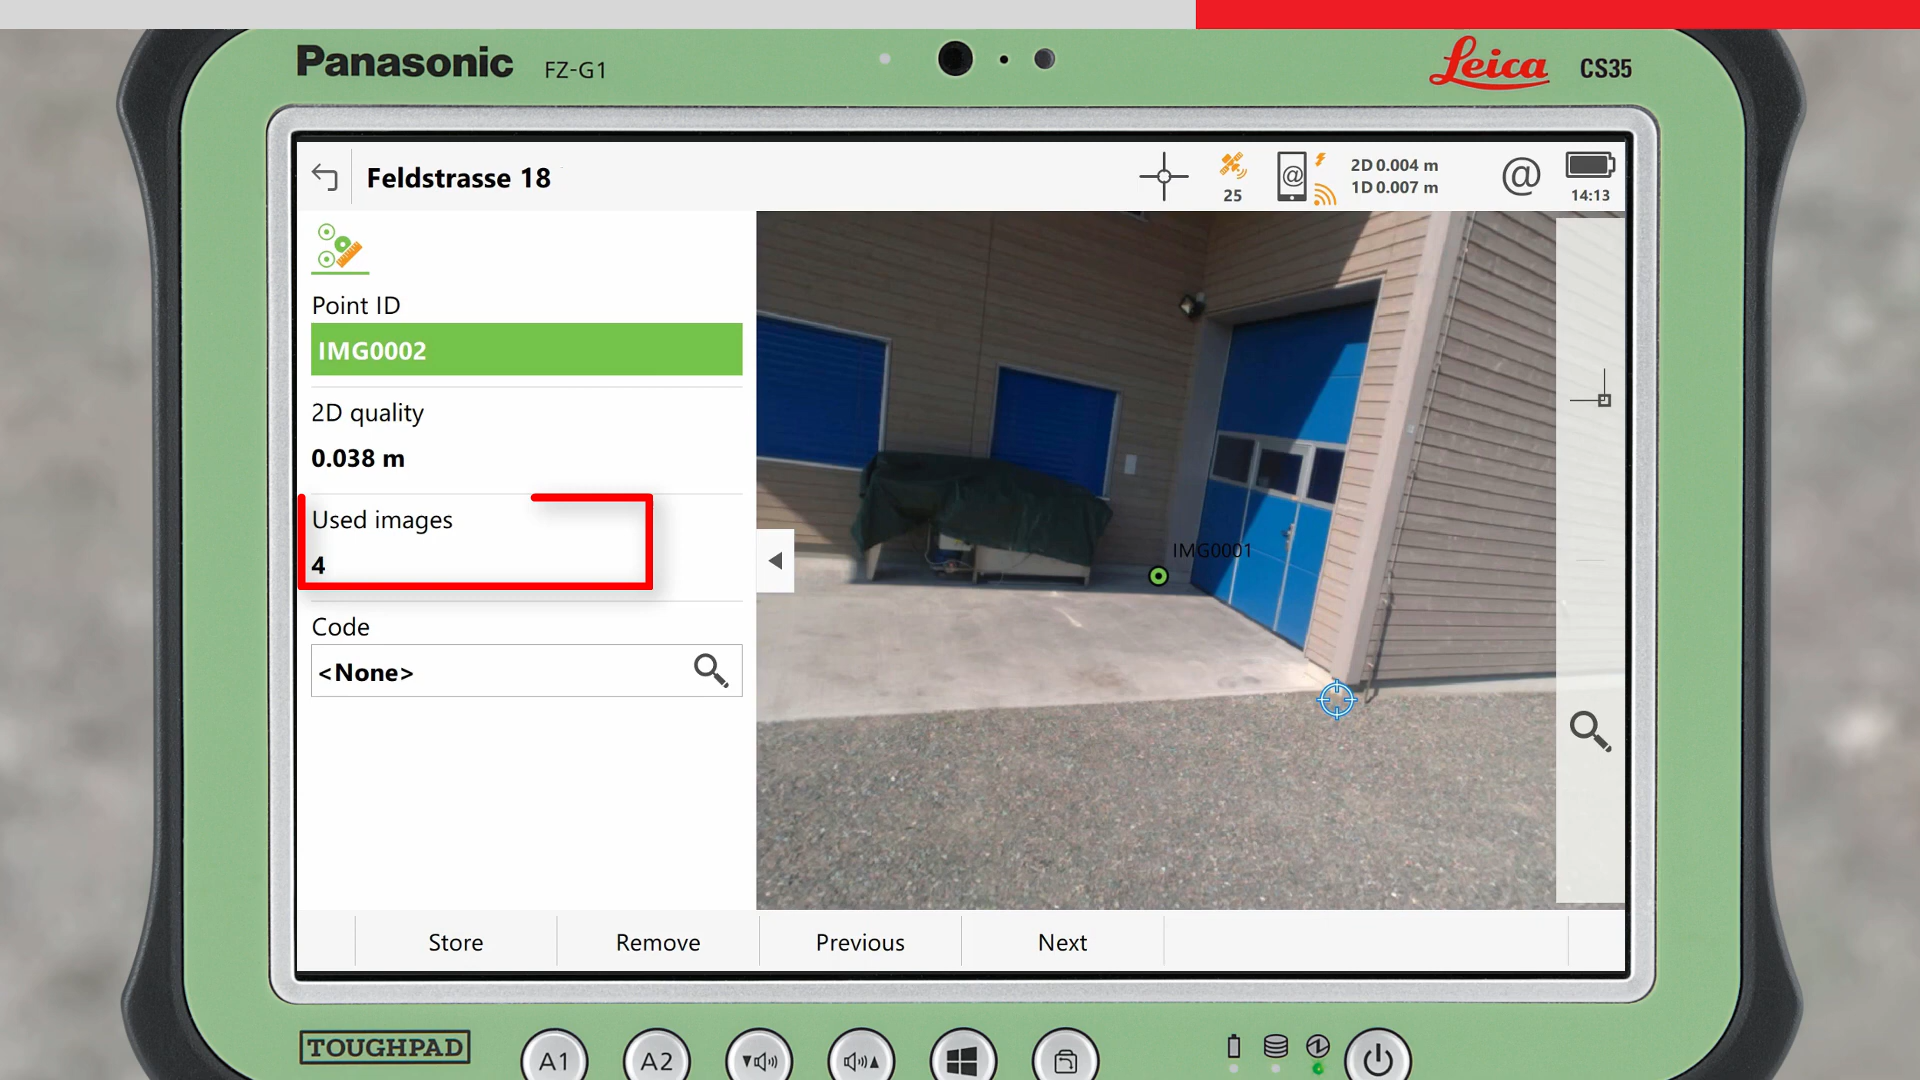 Panasonic FZ-G1
Leica CS35
Feldstrasse 18
25
@
2D 0.004 m
1D 0.007 m
@
14:13
Point ID
IMG0002
2D quality
0.038 m
Used images
4
Code
<None>
IMG0001
Store Remove Previous Next
TOUGHPAD
A1 A2